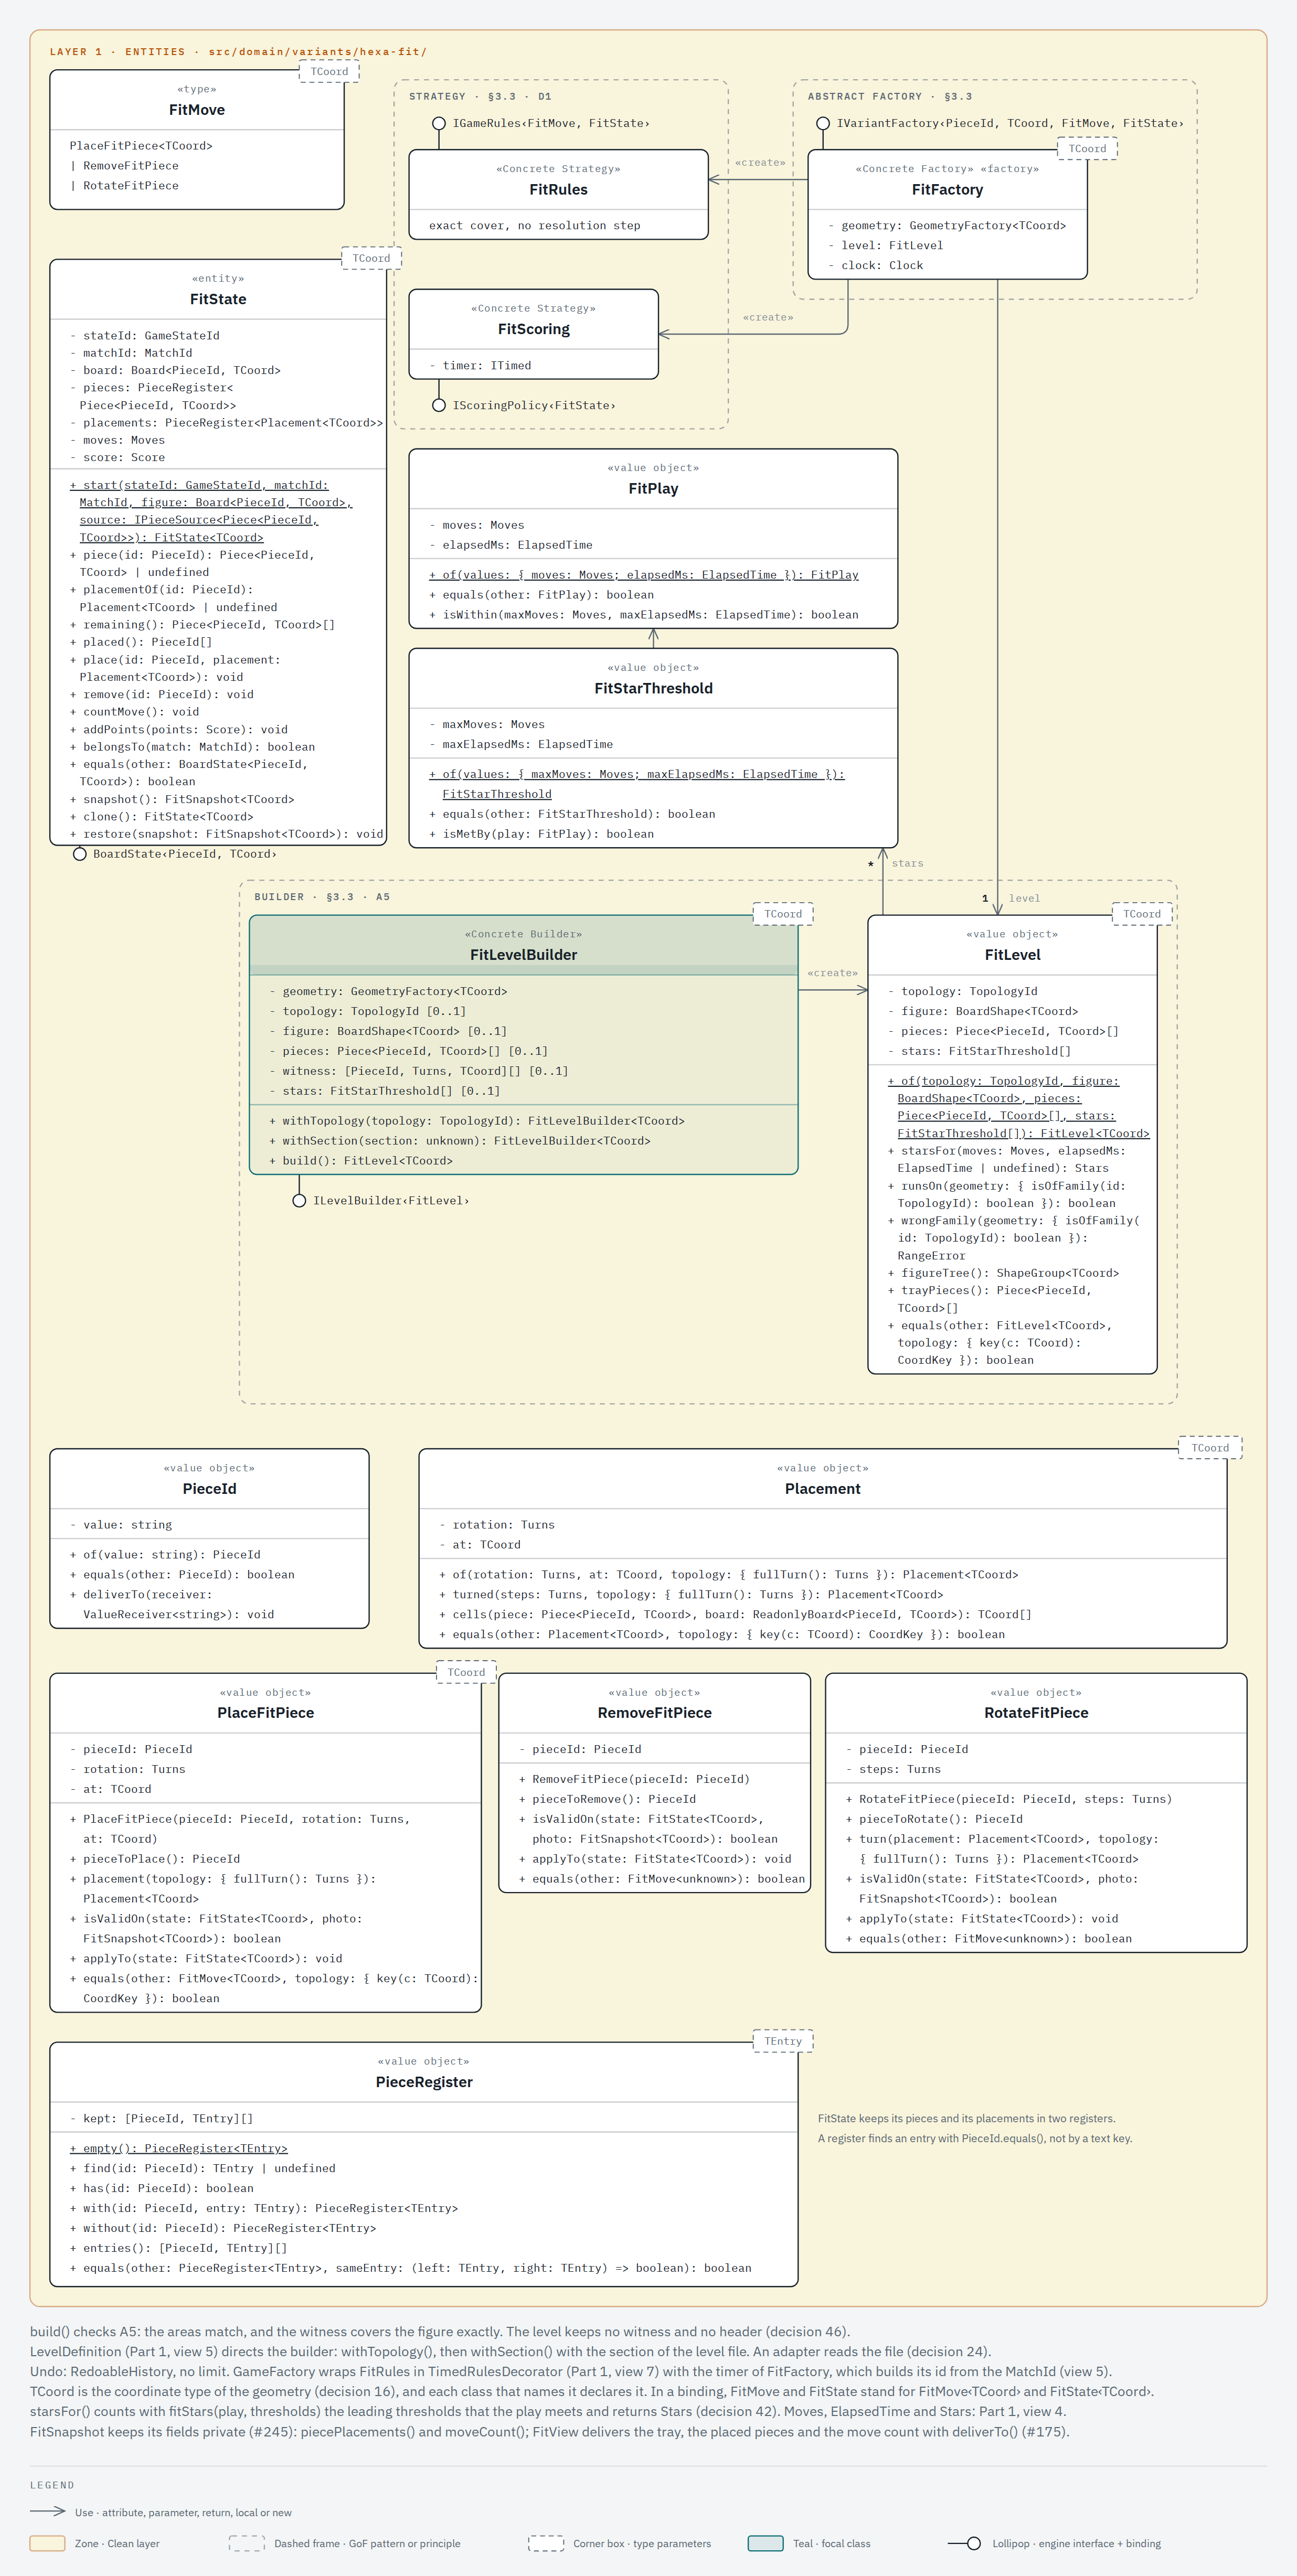 LAYER 1 · ENTITIES · src/domain/variants/hexa-fit/
TCoord
«type»
FitMove
PlaceFitPiece<TCoord>
| RemoveFitPiece
| RotateFitPiece
STRATEGY · §3.3 · D1
IGameRules‹FitMove, FitState›
«Concrete Strategy»
FitRules
exact cover, no resolution step
«create»
ABSTRACT FACTORY · §3.3
IVariantFactory‹PieceId, TCoord, FitMove, FitState›
TCoord
«Concrete Factory» «factory»
FitFactory
- geometry: GeometryFactory<TCoord>
- level: FitLevel
- clock: Clock
«Concrete Strategy»
FitScoring
- timer: ITimed
IScoringPolicy‹FitState›
«create»
TCoord
«entity»
FitState
- stateId: GameStateId
- matchId: MatchId
- board: Board<PieceId, TCoord>
- pieces: PieceRegister<
Piece<PieceId, TCoord>>
- placements: PieceRegister<Placement<TCoord>>
- moves: Moves
- score: Score
+ start(stateId: GameStateId, matchId:
MatchId, figure: Board<PieceId, TCoord>,
source: IPieceSource<Piece<PieceId,
TCoord>>): FitState<TCoord>
+ piece(id: PieceId): Piece<PieceId,
TCoord> | undefined
+ placementOf(id: PieceId):
Placement<TCoord> | undefined
+ remaining(): Piece<PieceId, TCoord>[]
+ placed(): PieceId[]
+ place(id: PieceId, placement:
Placement<TCoord>): void
+ remove(id: PieceId): void
+ countMove(): void
+ addPoints(points: Score): void
+ belongsTo(match: MatchId): boolean
+ equals(other: BoardState<PieceId,
TCoord>): boolean
+ snapshot(): FitSnapshot<TCoord>
+ clone(): FitState<TCoord>
+ restore(snapshot: FitSnapshot<TCoord>): void
BoardState‹PieceId, TCoord›
«value object»
FitPlay
- moves: Moves
- elapsedMs: ElapsedTime
+ of(values: { moves: Moves; elapsedMs: ElapsedTime }): FitPlay
+ equals(other: FitPlay): boolean
+ isWithin(maxMoves: Moves, maxElapsedMs: ElapsedTime): boolean
«value object»
FitStarThreshold
- maxMoves: Moves
- maxElapsedMs: ElapsedTime
+ of(values: { maxMoves: Moves; maxElapsedMs: ElapsedTime }):
FitStarThreshold
+ equals(other: FitStarThreshold): boolean
+ isMetBy(play: FitPlay): boolean
* stars
1 level
BUILDER · §3.3 · A5
TCoord
«Concrete Builder»
FitLevelBuilder
- geometry: GeometryFactory<TCoord>
- topology: TopologyId [0..1]
- figure: BoardShape<TCoord> [0..1]
- pieces: Piece<PieceId, TCoord>[] [0..1]
- witness: [PieceId, Turns, TCoord][] [0..1]
- stars: FitStarThreshold[] [0..1]
+ withTopology(topology: TopologyId): FitLevelBuilder<TCoord>
+ withSection(section: unknown): FitLevelBuilder<TCoord>
+ build(): FitLevel<TCoord>
ILevelBuilder‹FitLevel›
«create»
TCoord
«value object»
FitLevel
- topology: TopologyId
- figure: BoardShape<TCoord>
- pieces: Piece<PieceId, TCoord>[]
- stars: FitStarThreshold[]
+ of(topology: TopologyId, figure:
BoardShape<TCoord>, pieces:
Piece<PieceId, TCoord>[], stars:
FitStarThreshold[]): FitLevel<TCoord>
+ starsFor(moves: Moves, elapsedMs:
ElapsedTime | undefined): Stars
+ runsOn(geometry: { isOfFamily(id:
TopologyId): boolean }): boolean
+ wrongFamily(geometry: { isOfFamily(
id: TopologyId): boolean }):
RangeError
+ figureTree(): ShapeGroup<TCoord>
+ trayPieces(): Piece<PieceId,
TCoord>[]
+ equals(other: FitLevel<TCoord>,
topology: { key(c: TCoord):
CoordKey }): boolean
«value object»
PieceId
- value: string
+ of(value: string): PieceId
+ equals(other: PieceId): boolean
+ deliverTo(receiver:
ValueReceiver<string>): void
TCoord
«value object»
Placement
- rotation: Turns
- at: TCoord
+ of(rotation: Turns, at: TCoord, topology: { fullTurn(): Turns }): Placement<TCoord>
+ turned(steps: Turns, topology: { fullTurn(): Turns }): Placement<TCoord>
+ cells(piece: Piece<PieceId, TCoord>, board: ReadonlyBoard<PieceId, TCoord>): TCoord[]
+ equals(other: Placement<TCoord>, topology: { key(c: TCoord): CoordKey }): boolean
TCoord
«value object»
PlaceFitPiece
- pieceId: PieceId
- rotation: Turns
- at: TCoord
+ PlaceFitPiece(pieceId: PieceId, rotation: Turns,
at: TCoord)
+ pieceToPlace(): PieceId
+ placement(topology: { fullTurn(): Turns }):
Placement<TCoord>
+ isValidOn(state: FitState<TCoord>, photo:
FitSnapshot<TCoord>): boolean
+ applyTo(state: FitState<TCoord>): void
+ equals(other: FitMove<TCoord>, topology: { key(c: TCoord):
CoordKey }): boolean
«value object»
RemoveFitPiece
- pieceId: PieceId
+ RemoveFitPiece(pieceId: PieceId)
+ pieceToRemove(): PieceId
+ isValidOn(state: FitState<TCoord>,
photo: FitSnapshot<TCoord>): boolean
+ applyTo(state: FitState<TCoord>): void
+ equals(other: FitMove<unknown>): boolean
«value object»
RotateFitPiece
- pieceId: PieceId
- steps: Turns
+ RotateFitPiece(pieceId: PieceId, steps: Turns)
+ pieceToRotate(): PieceId
+ turn(placement: Placement<TCoord>, topology:
{ fullTurn(): Turns }): Placement<TCoord>
+ isValidOn(state: FitState<TCoord>, photo:
FitSnapshot<TCoord>): boolean
+ applyTo(state: FitState<TCoord>): void
+ equals(other: FitMove<unknown>): boolean
TEntry
«value object»
PieceRegister
- kept: [PieceId, TEntry][]
+ empty(): PieceRegister<TEntry>
+ find(id: PieceId): TEntry | undefined
+ has(id: PieceId): boolean
+ with(id: PieceId, entry: TEntry): PieceRegister<TEntry>
+ without(id: PieceId): PieceRegister<TEntry>
+ entries(): [PieceId, TEntry][]
+ equals(other: PieceRegister<TEntry>, sameEntry: (left: TEntry, right: TEntry) => boolean): boolean
FitState keeps its pieces and its placements in two registers.
A register finds an entry with PieceId.equals(), not by a text key.
build() checks A5: the areas match, and the witness covers the figure exactly. The level keeps no witness and no header (decision 46).
LevelDefinition (Part 1, view 5) directs the builder: withTopology(), then withSection() with the section of the level file. An adapter reads the file (decision 24).
Undo: RedoableHistory, no limit. GameFactory wraps FitRules in TimedRulesDecorator (Part 1, view 7) with the timer of FitFactory, which builds its id from the MatchId (view 5).
TCoord is the coordinate type of the geometry (decision 16), and each class that names it declares it. In a binding, FitMove and FitState stand for FitMove‹TCoord› and FitState‹TCoord›.
starsFor() counts with fitStars(play, thresholds) the leading thresholds that the play meets and returns Stars (decision 42). Moves, ElapsedTime and Stars: Part 1, view 4.
FitSnapshot keeps its fields private (#245): piecePlacements() and moveCount(); FitView delivers the tray, the placed pieces and the move count with deliverTo() (#175).
LEGEND
Use · attribute, parameter, return, local or new
Zone · Clean layer
Dashed frame · GoF pattern or principle
Corner box · type parameters
Teal · focal class
Lollipop · engine interface + binding